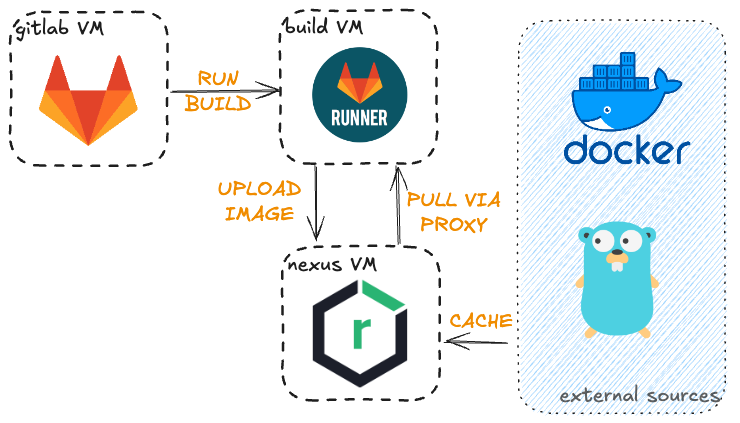 gitlab VM
build VM
RUN
BUILD
RUNNER
docker
UPLOAD
IMAGE
PULL VIA
PROXY
nexus VM
r
CACHE
external sources